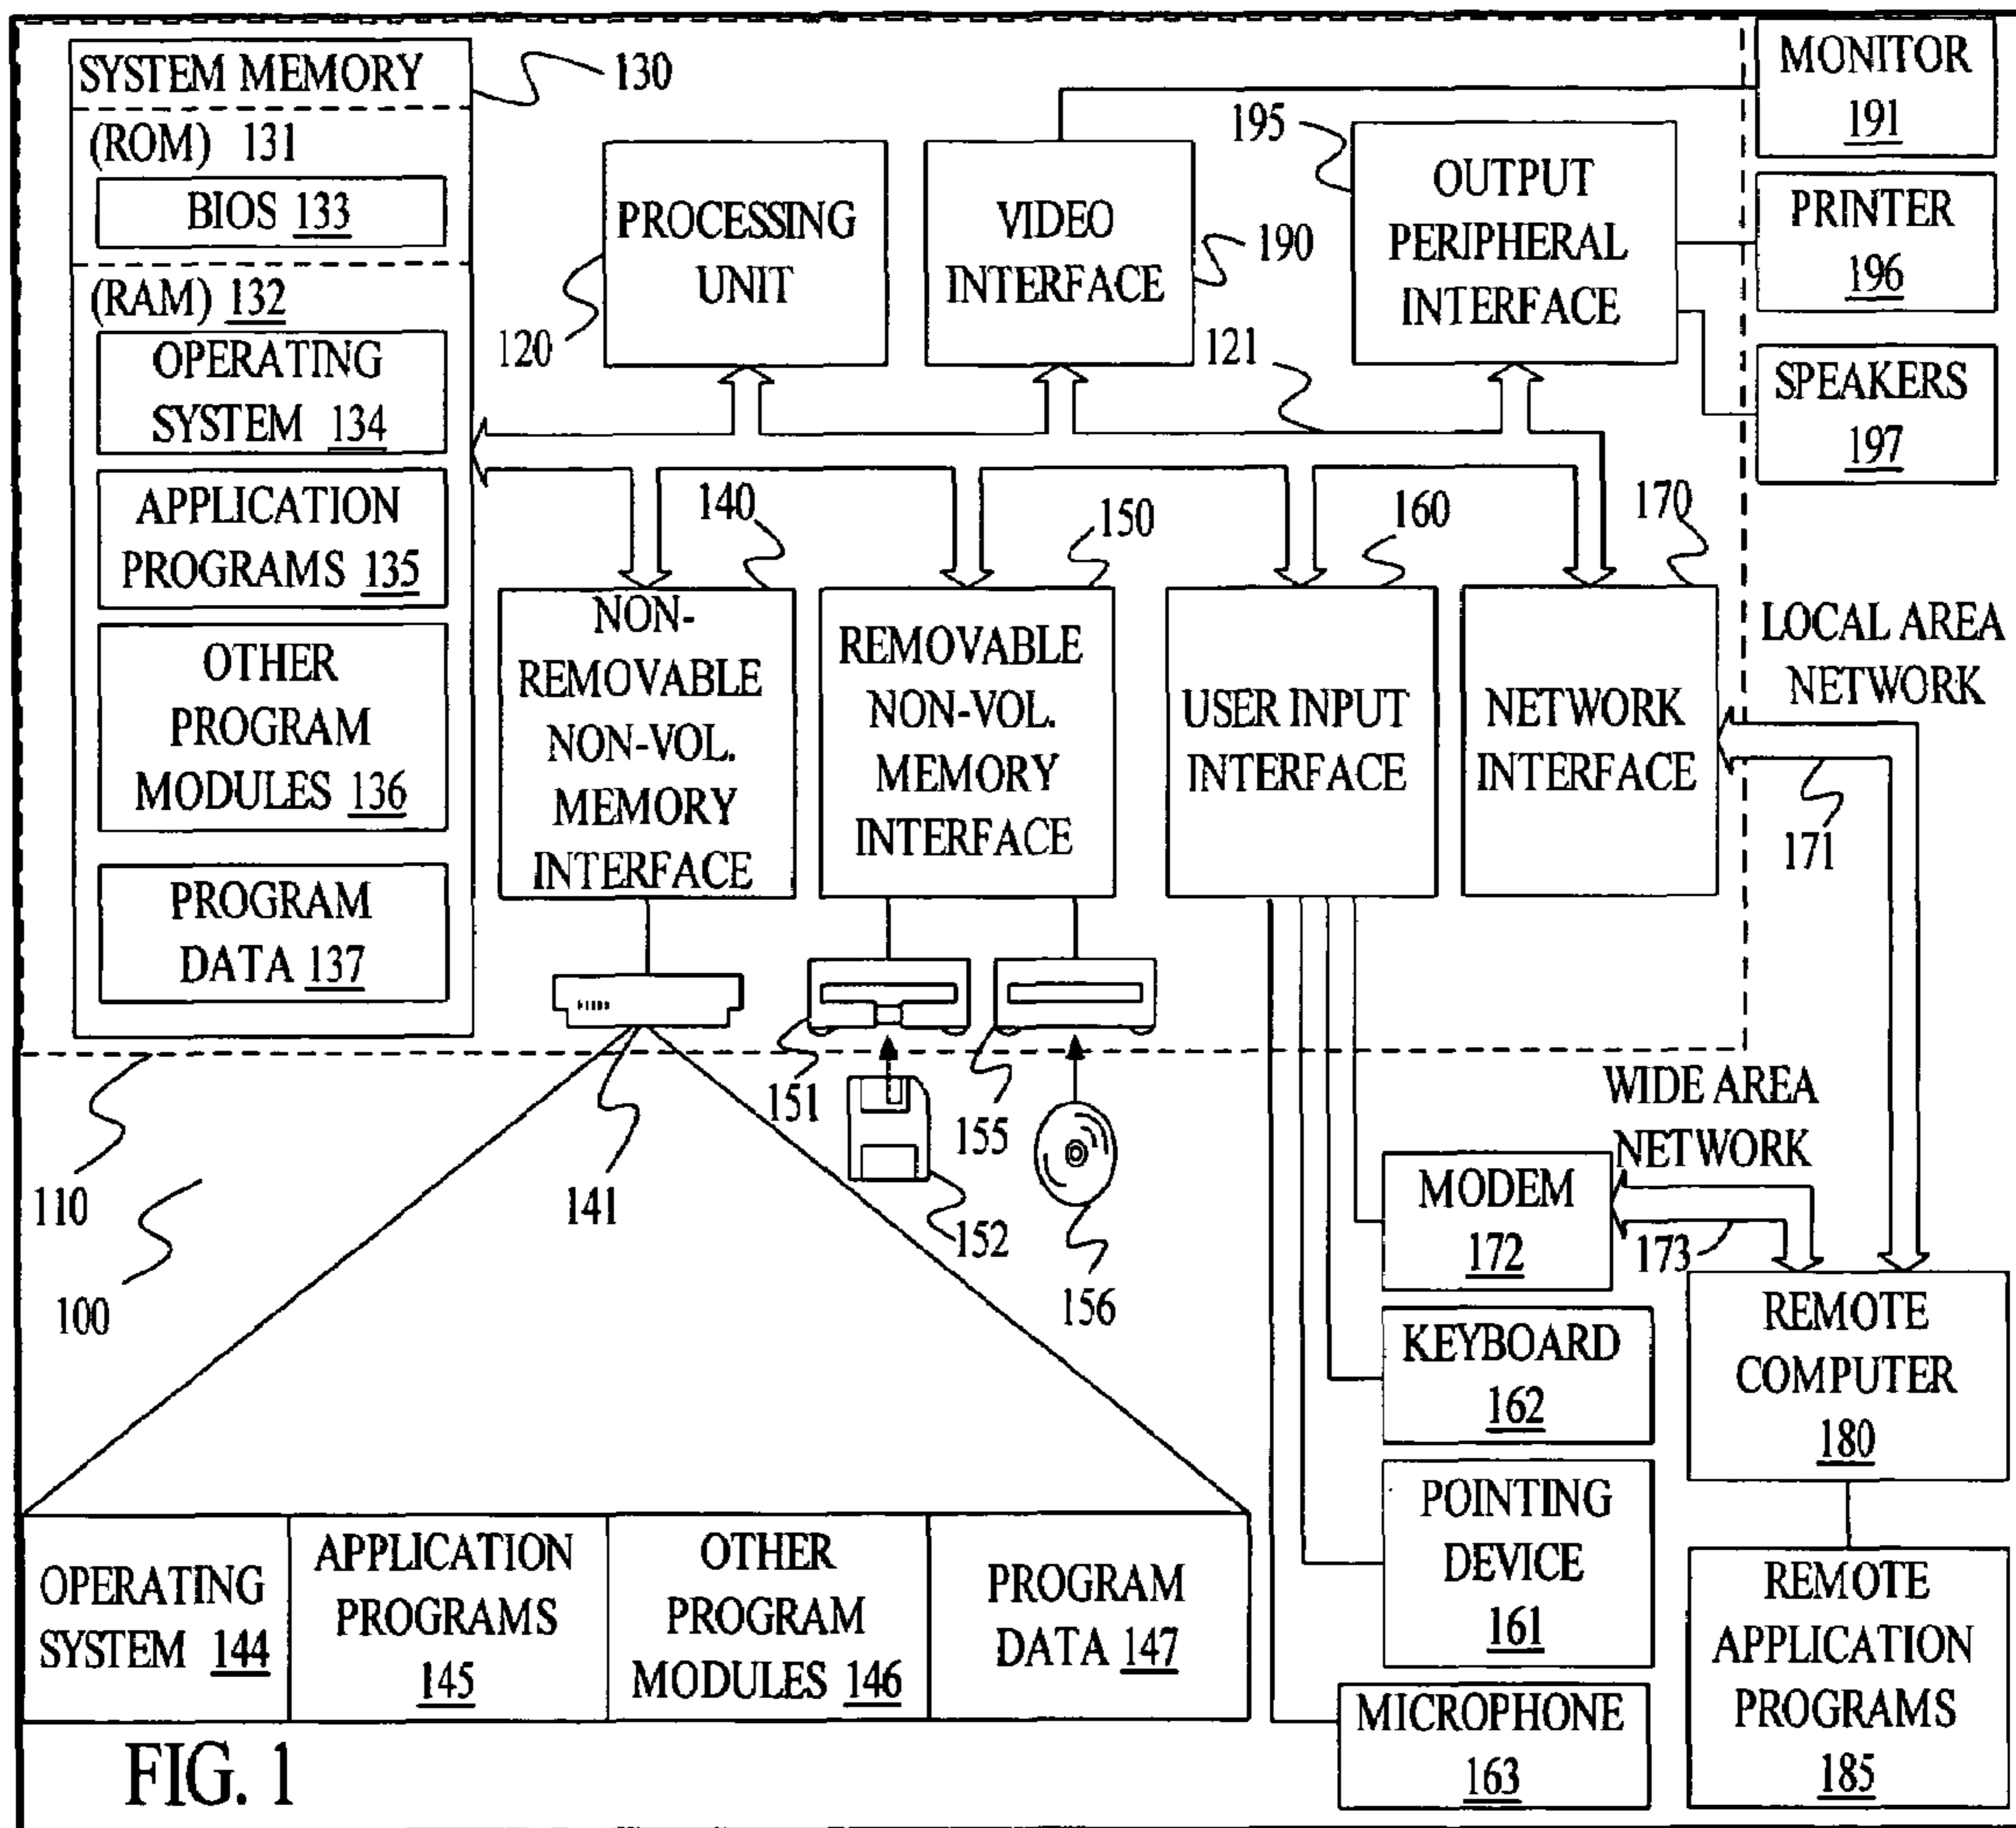 SYSTEM MEMORY
130
(ROM) 131
BIOS 133
(RAM) 132
OPERATING
SYSTEM 134
APPLICATION
PROGRAMS 135
OTHER
PROGRAM
MODULES 136
PROGRAM
DATA 137
PROCESSING
UNIT
120
VIDEO
INTERFACE
190
195
OUTPUT
PERIPHERAL
INTERFACE
121
MONITOR
191
PRINTER
196
SPEAKERS
197
140
NON-
REMOVABLE
NON-VOL.
MEMORY
INTERFACE
150
REMOVABLE
NON-VOL.
MEMORY
INTERFACE
160
USER INPUT
INTERFACE
170
NETWORK
INTERFACE
LOCAL AREA
NETWORK
171
110
100
141
151
152
155
156
WIDE AREA
NETWORK
MODEM
172
173
KEYBOARD
162
POINTING
DEVICE
161
MICROPHONE
163
REMOTE
COMPUTER
180
REMOTE
APPLICATION
PROGRAMS
185
OPERATING
SYSTEM 144
APPLICATION
PROGRAMS
145
OTHER
PROGRAM
MODULES 146
PROGRAM
DATA 147
FIG. 1